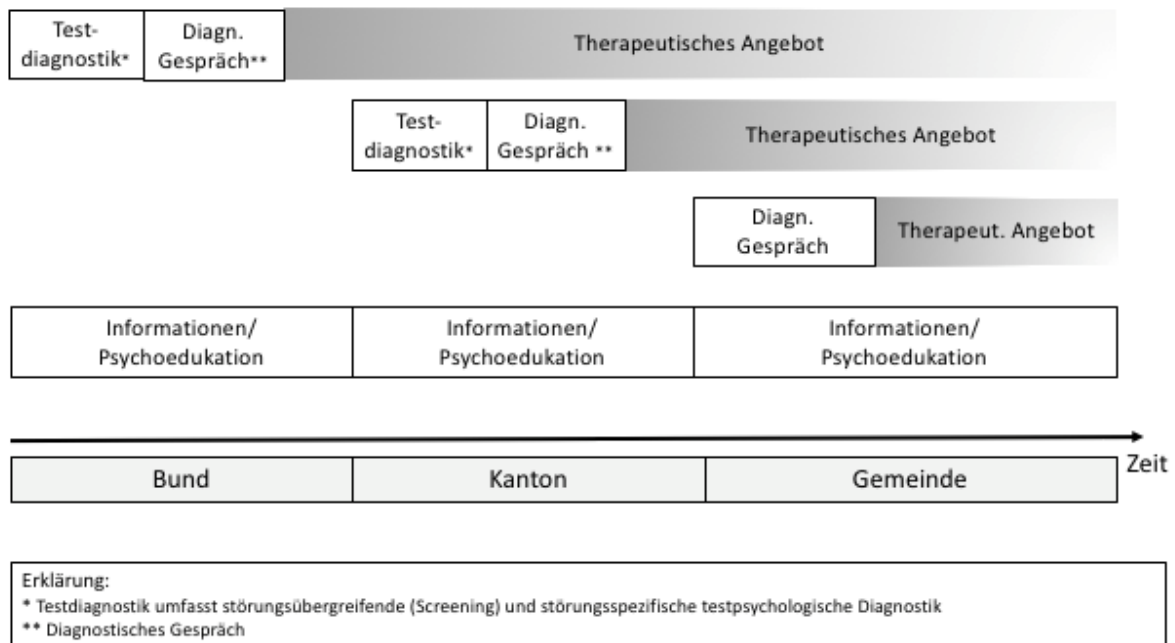 Test-
diagnostik*
Diagn.
Gespräch**
Therapeutisches Angebot
Test-
diagnostik*
Diagn.
Gespräch **
Therapeutisches Angebot
Diagn.
Gespräch
Therapeut. Angebot
Informationen/
Psychoedukation
Informationen/
Psychoedukation
Informationen/
Psychoedukation
Zeit
Bund
Kanton
Gemeinde
Erklärung:
* Testdiagnostik umfasst störungsübergreifende (Screening) und störungsspezifische testpsychologische Diagnostik
** Diagnostisches Gespräch